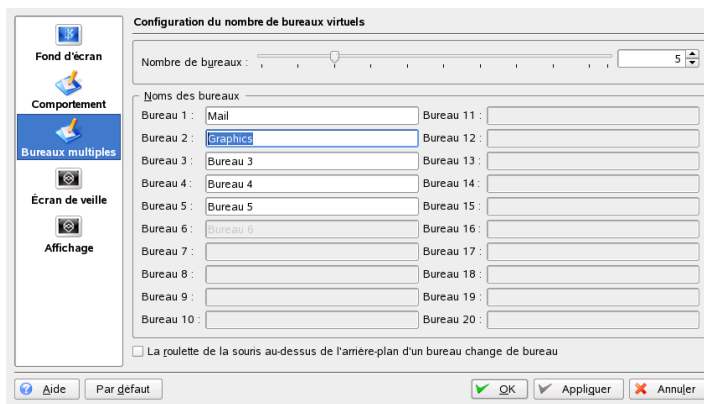 Configuration du nombre de bureaux virtuels
Fond d'écran
Comportement
Bureaux multiples
Écran de veille
Affichage
Nombre de bureaux : 5
Noms des bureaux
Bureau 1 : Mail Bureau 11 :
Bureau 2 : Graphics Bureau 12 :
Bureau 3 : Bureau 3 Bureau 13 :
Bureau 4 : Bureau 4 Bureau 14 :
Bureau 5 : Bureau 5 Bureau 15 :
Bureau 6 : Bureau 6 Bureau 16 :
Bureau 7 : Bureau 17 :
Bureau 8 : Bureau 18 :
Bureau 9 : Bureau 19 :
Bureau 10 : Bureau 20 :
La roulette de la souris au-dessus de l'arrière-plan d'un bureau change de bureau
Aide Par défaut OK Appliquer Annuler